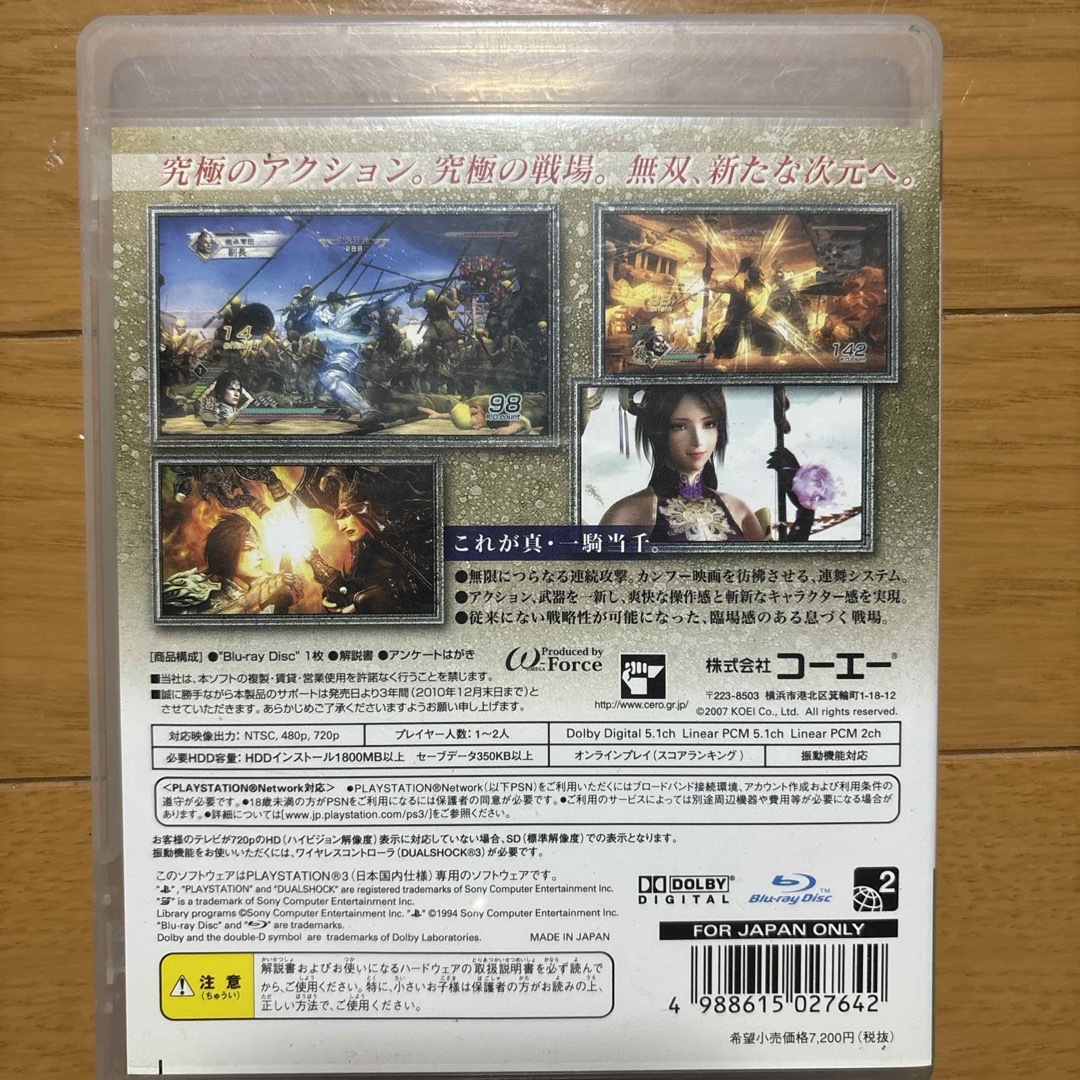 究極のアクション。究極の戦場。 無双、新たな次元へ。
副長
288
14
98
K.O.count
142
これが真・一騎当千。
●無限につらなる連続攻撃。カンフー映画を彷彿させる、連舞システム。
●アクション、武器を一新し、爽快な操作感と斬新なキャラクター感を実現。
●従来にない戦略性が可能になった、臨場感のある息づく戦場。
[商品構成] ●"Blu-ray Disc" 1枚 ●解説書 ●アンケートはがき
■当社は、本ソフトの複製・賃貸・営業使用を許諾なく行うことを禁じます。
■誠に勝手ながら本製品のサポートは発売日より3年間(2010年12月末日まで)と
させていただきます。あらかじめご了承くださいますようお願い申し上げます。
Produced by
ω-Force
OMEGA
http://www.cero.gr.jp/
株式会社 コーエー®
〒223-8503 横浜市港北区箕輪町1-18-12
©2007 KOEI Co., Ltd. All rights reserved.
対応映像出力: NTSC, 480p, 720p
プレイヤー人数: 1〜2人
Dolby Digital 5.1ch Linear PCM 5.1ch Linear PCM 2ch
必要HDD容量: HDDインストール1800MB以上 セーブデータ350KB以上
オンラインプレイ(スコアランキング)
振動機能対応
<PLAYSTATION®Network対応> ●PLAYSTATION®Network(以下PSN)をご利用いただくにはブロードバンド接続環境、アカウント作成および利用条件の
遵守が必要です。●18歳未満の方がPSNをご利用になるには保護者の同意が必要です。●ご利用のサービスによっては別途周辺機器や費用等が必要になる場合が
あります。●詳細については[www.jp.playstation.com/ps3/]をご参照ください。
お客様のテレビが720pのHD(ハイビジョン解像度)表示に対応していない場合、SD(標準解像度)での表示となります。
振動機能をお使いいただくには、ワイヤレスコントローラ(DUALSHOCK®3)が必要です。
このソフトウェアはPLAYSTATION®3(日本国内仕様)専用のソフトウェアです。
" ", "PLAYSTATION" and "DUALSHOCK" are registered trademarks of Sony Computer Entertainment Inc.
" " is a trademark of Sony Computer Entertainment Inc.
Library programs ©Sony Computer Entertainment Inc. " " ©1994 Sony Computer Entertainment Inc.
"Blu-ray Disc" and " " are trademarks.
Dolby and the double-D symbol are trademarks of Dolby Laboratories.
MADE IN JAPAN
DOLBY
DIGITAL
Blu-ray Disc™
2
FOR JAPAN ONLY
注 意
(ちゅうい)
解説書およびお使いになるハードウェアの取扱説明書を必ず読んで
から、ご使用ください。特に、小さいお子様は保護者の方がお読みの上、
正しい方法で、ご使用ください。
4 988615 027642
希望小売価格7,200円(税抜)